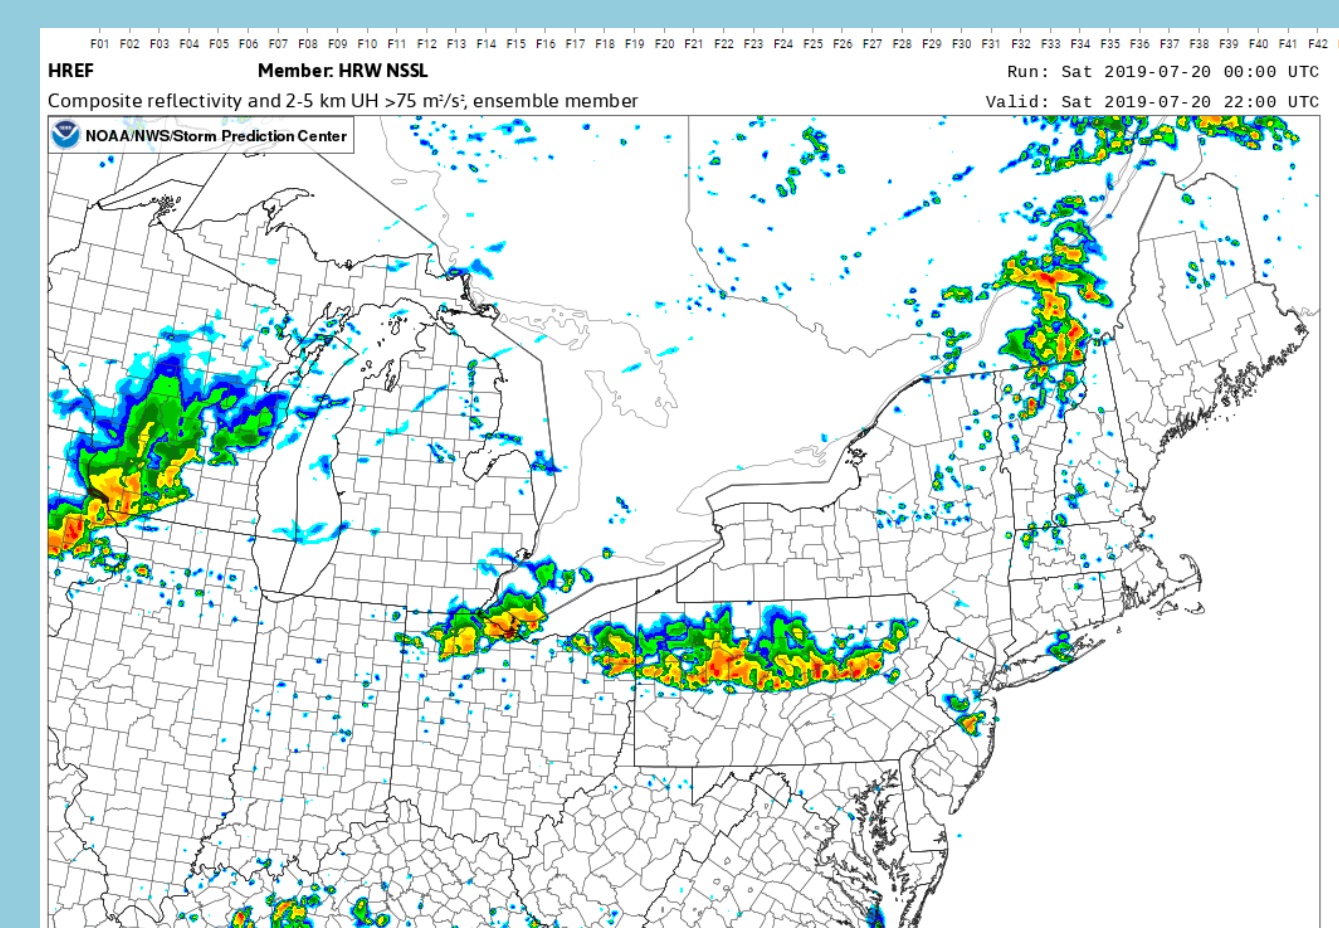 F01 F02 F03 F04 F05 F06 F07 F08 F09 F10 F11 F12 F13 F14 F15 F16 F17 F18 F19 F20 F21 F22 F23 F24 F25 F26 F27 F28 F29 F30 F31 F32 F33 F34 F35 F36 F37 F38 F39 F40 F41 F42
HREF Member: HRW NSSL Run: Sat 2019-07-20 00:00 UTC
Composite reflectivity and 2-5 km UH >75 m²/s², ensemble member Valid: Sat 2019-07-20 22:00 UTC
NOAA/NWS/Storm Prediction Center